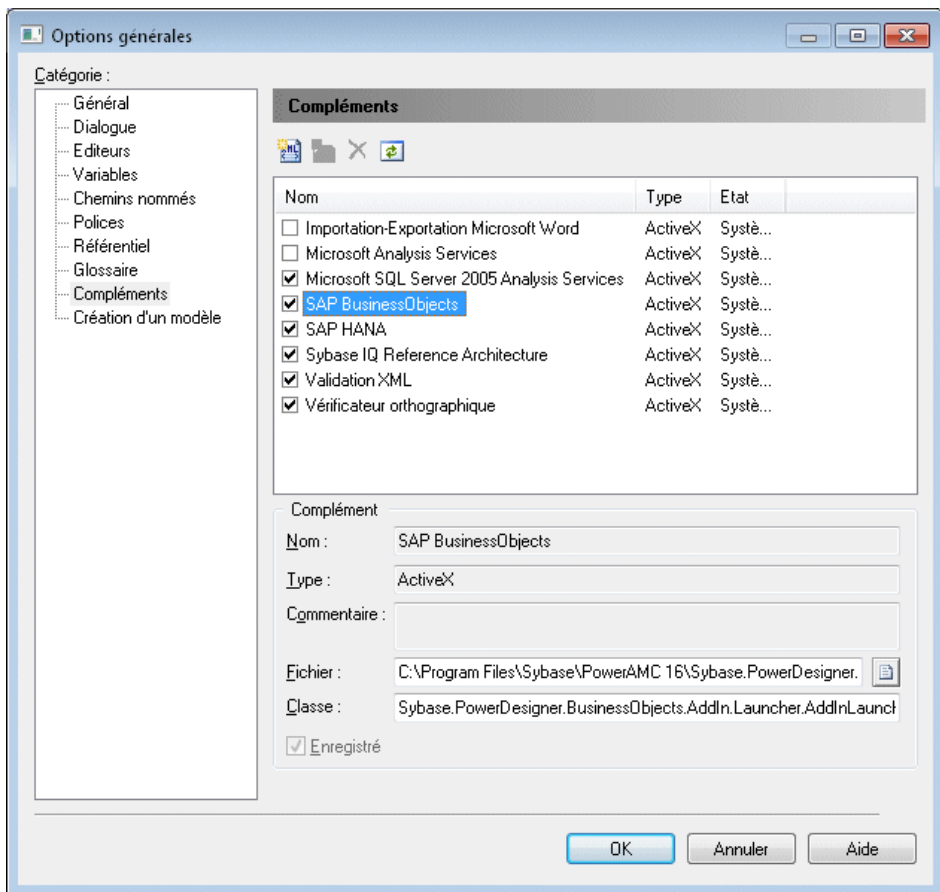 Options générales
Catégorie :
Général
Dialogue
Editeurs
Variables
Chemins nommés
Polices
Référentiel
Glossaire
Compléments
Création d'un modèle
Compléments
Nom Type Etat
Importation-Exportation Microsoft Word ActiveX Systè...
Microsoft Analysis Services ActiveX Systè...
Microsoft SQL Server 2005 Analysis Services ActiveX Systè...
SAP BusinessObjects ActiveX Systè...
SAP HANA ActiveX Systè...
Sybase IQ Reference Architecture ActiveX Systè...
Validation XML ActiveX Systè...
Vérificateur orthographique ActiveX Systè...
Complément
Nom : SAP BusinessObjects
Type : ActiveX
Commentaire :
Fichier : C:\Program Files\Sybase\PowerAMC 16\Sybase.PowerDesigner.
Classe : Sybase.PowerDesigner.BusinessObjects.AddIn.Launcher.AddInLaunch
Enregistré
OK Annuler Aide